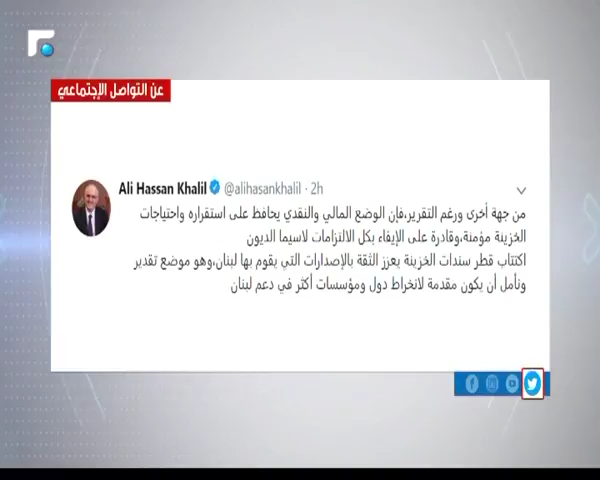 عن التواصل الإجتماعي
Ali Hassan Khalil @alihasankhalil · 2h
من جهة أخرى ورغم التقرير،فإن الوضع المالي والنقدي يحافظ على استقراره واحتياجات
الخزينة مؤمنة،وقادرة على الإيفاء بكل الالتزامات لاسيما الديون
اكتتاب قطر سندات الخزينة يعزز الثقة بالإصدارات التي يقوم بها لبنان،وهو موضع تقدير
ونأمل أن يكون مقدمة لانخراط دول ومؤسسات أكثر في دعم لبنان